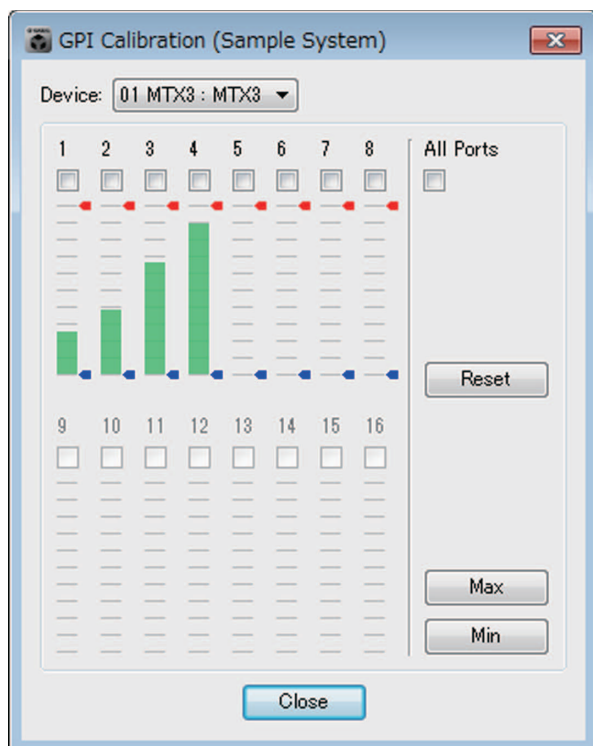 GPI Calibration (Sample System)
Device: 01 MTX3 : MTX3
1 2 3 4 5 6 7 8 All Ports
Reset
9 10 11 12 13 14 15 16
Max
Min
Close